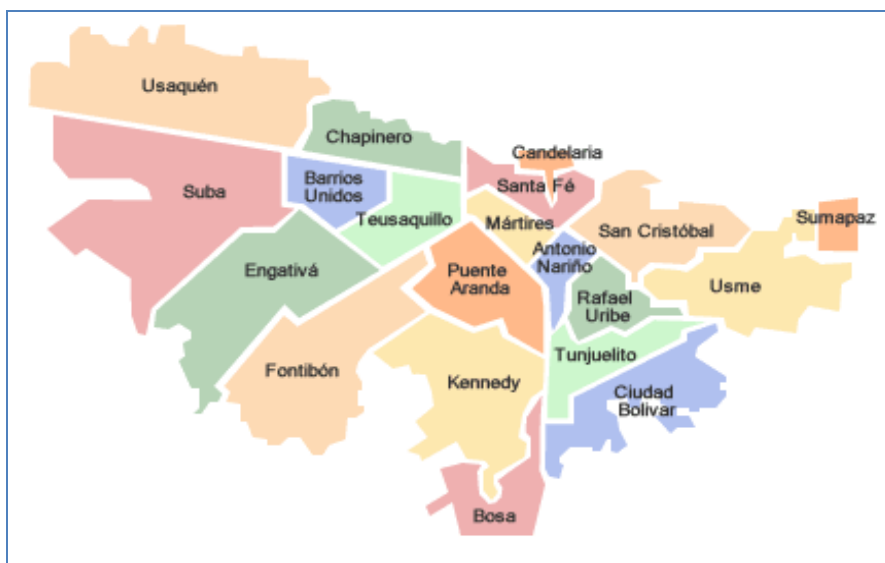 Usaquén
Chapinero
Candelaria
Suba
Barrios
Unidos
Santa Fé
Teusaquillo
Mártires
San Cristóbal
Sumapaz
Antonio
Nariño
Engativá
Puente
Aranda
Usme
Rafael
Uribe
Fontibón
Kennedy
Tunjuelito
Ciudad
Bolivar
Bosa